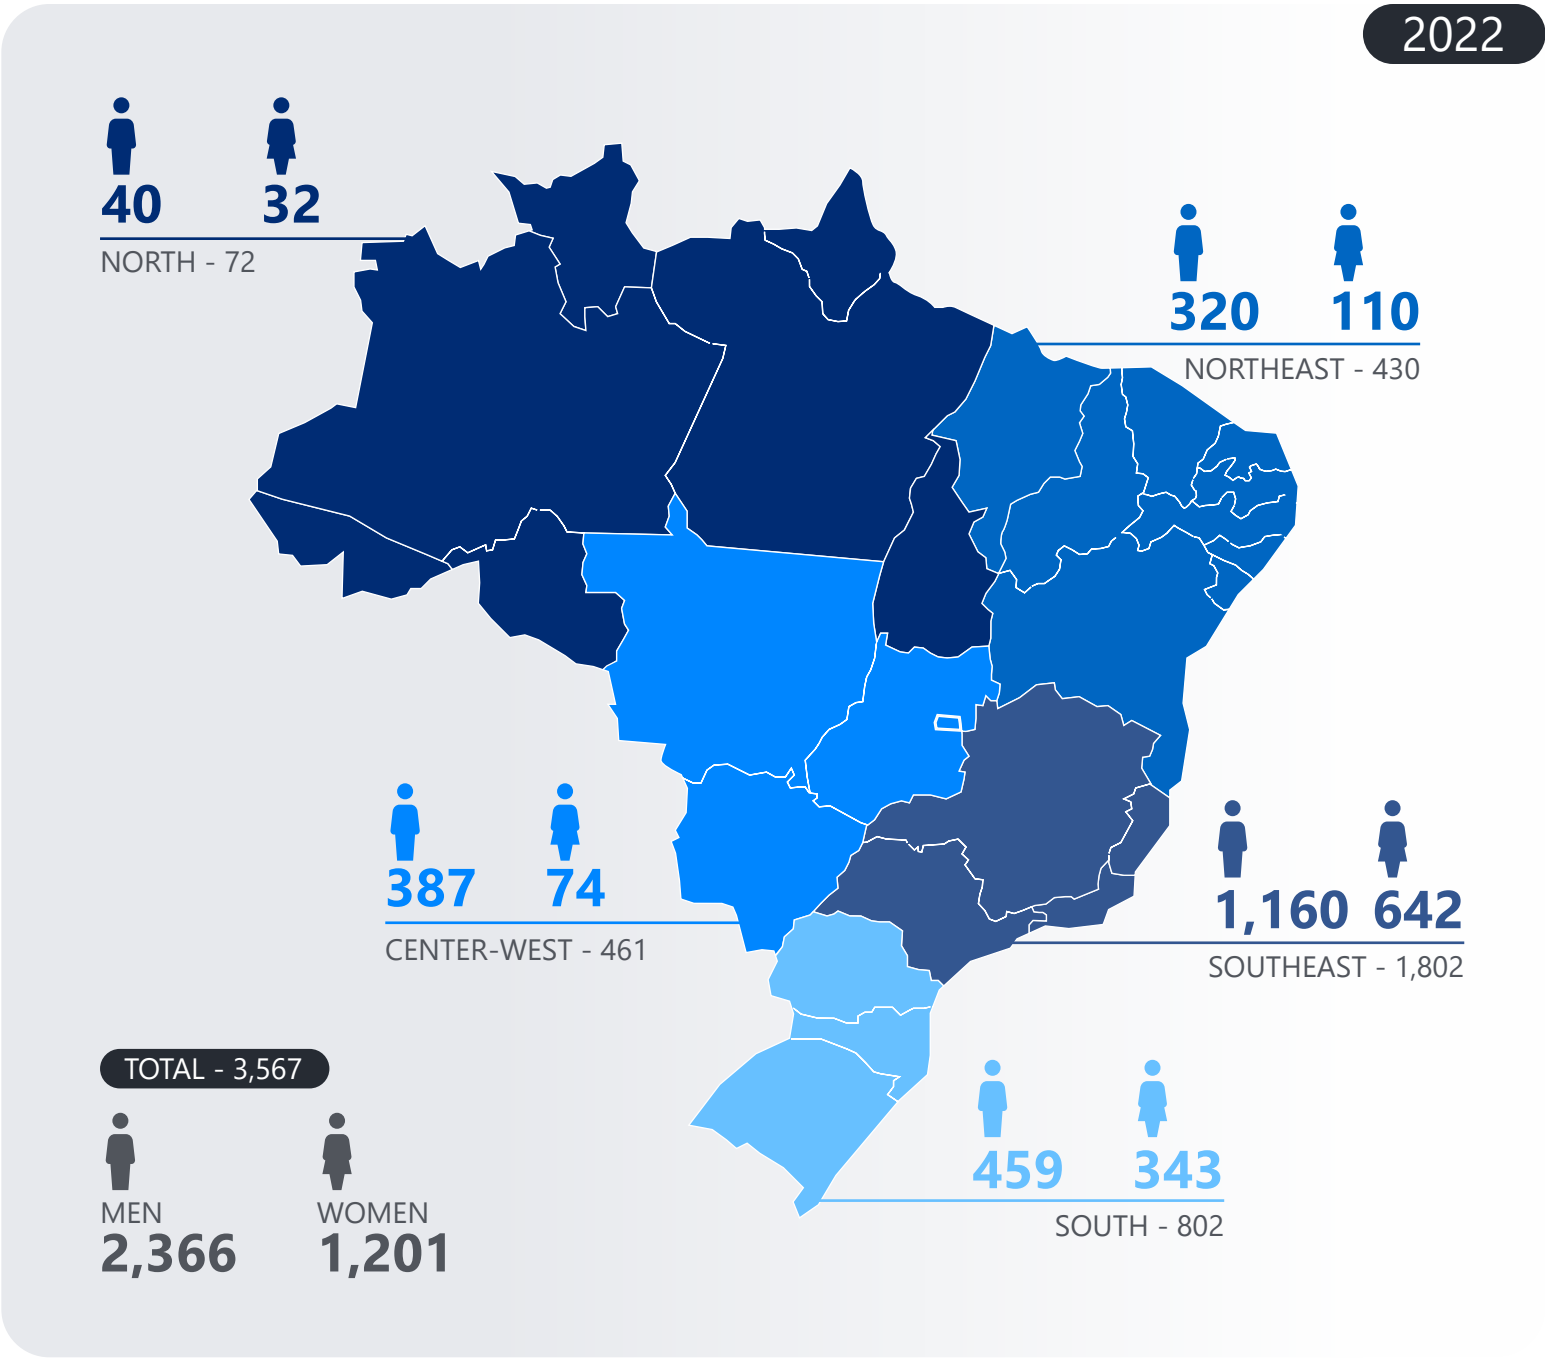 2022
40 32
NORTH - 72
320 110
NORTHEAST - 430
387 74
CENTER-WEST - 461
1,160 642
SOUTHEAST - 1,802
459 343
SOUTH - 802
TOTAL - 3,567
MEN WOMEN
2,366 1,201